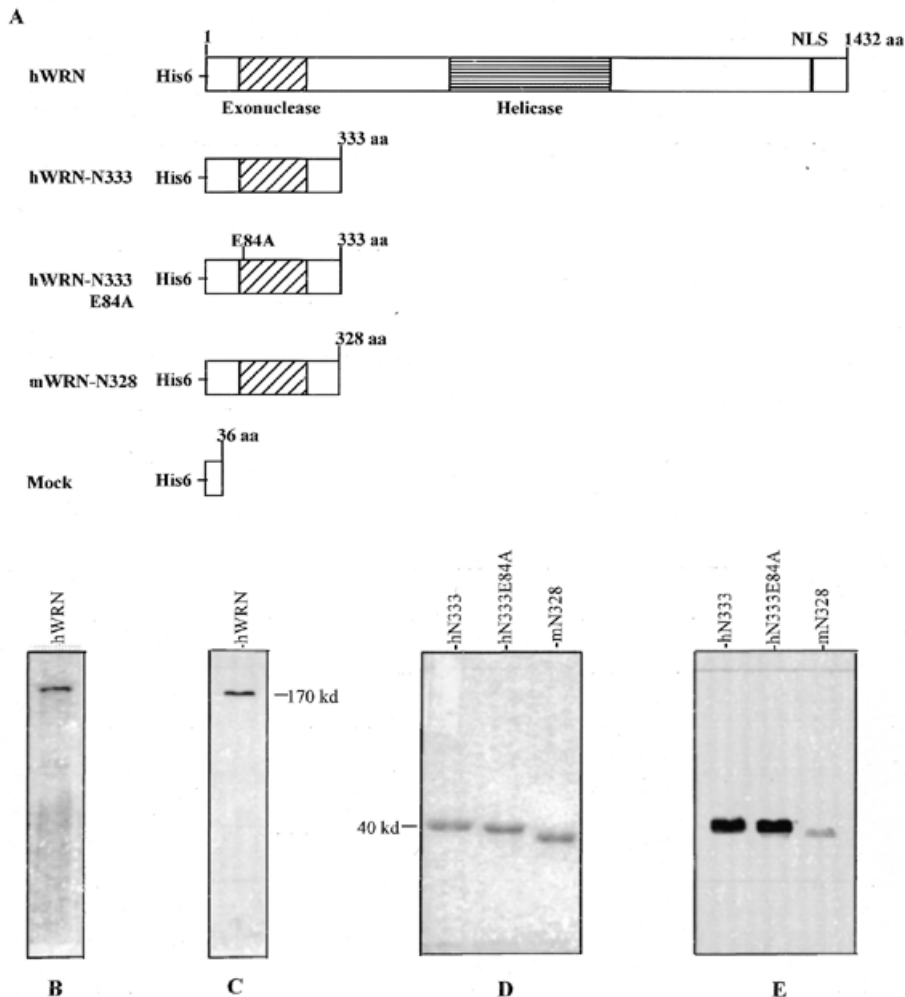 A
1
NLS
1432 aa
hWRN
His6
Exonuclease
Helicase
333 aa
hWRN-N333
His6
E84A
333 aa
hWRN-N333
E84A
His6
328 aa
mWRN-N328
His6
36 aa
Mock
His6
-hWRN
-hWRN
-170 kd
-hN333
-hN333E84A
-mN328
40 kd-
-hN333
-hN333E84A
-mN328
B
C
D
E